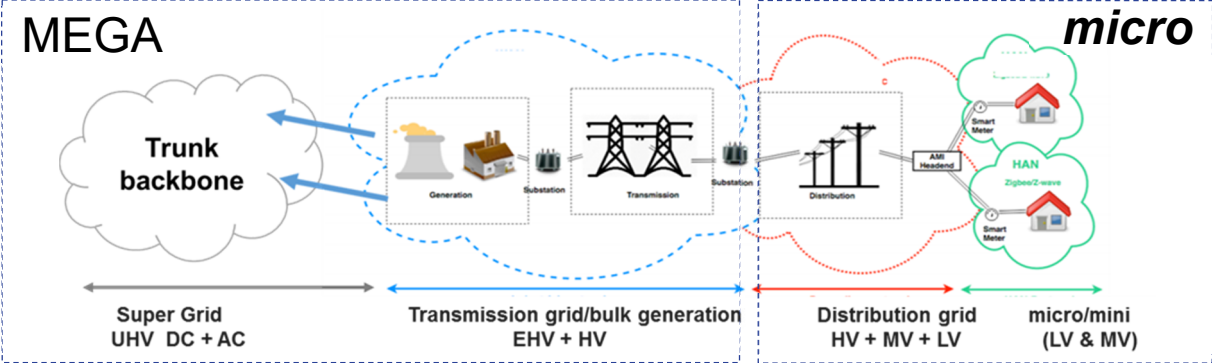 MEGA
micro
Trunk
backbone
Generation
Substation
Transmission
Substation
Distribution
AMI
Headend
Smart
Meter
HAN
Zigbee/Z-wave
Smart
Meter
Super Grid
UHV DC + AC
Transmission grid/bulk generation
EHV + HV
Distribution grid
HV + MV + LV
micro/mini
(LV & MV)